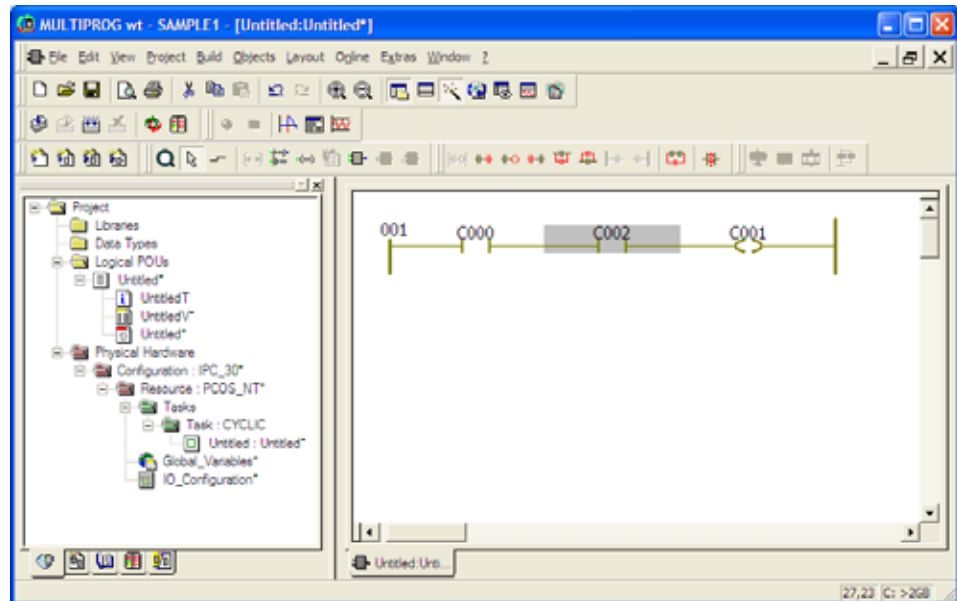 MULTIPROG wt - SAMPLE1 - [Untitled:Untitled*]
File Edit View Project Build Objects Layout Online Extras Window ?
Project
Libraries
Data Types
Logical POUs
Untitled*
UntitledT
UntitledV*
Untitled*
Physical Hardware
Configuration : IPC_30*
Resource : PCOS_NT*
Tasks
Task : CYCLIC
Untitled : Untitled*
Global_Variables*
IO_Configuration*
001 C000 C002 C001
Untitled:Unti...
27,23 C: >2GB